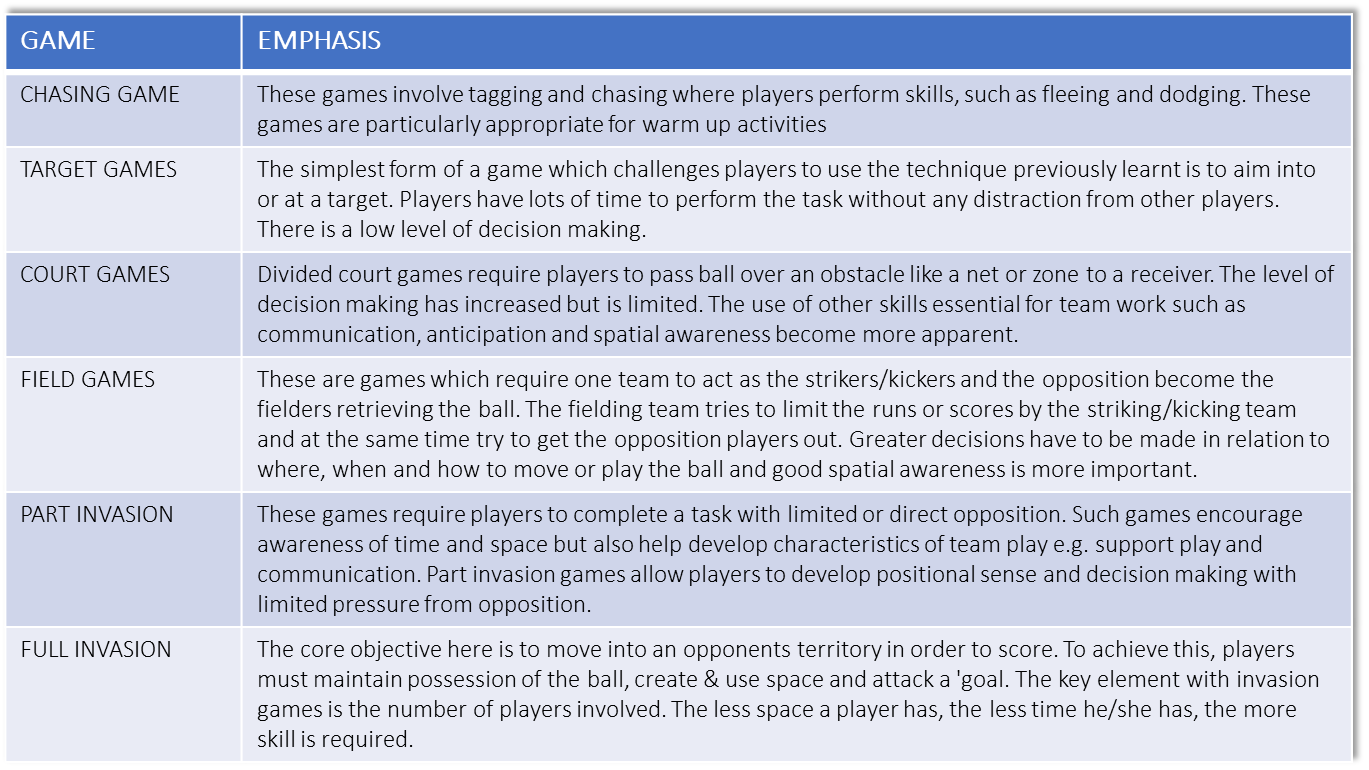 GAME
EMPHASIS
CHASING GAME
These games involve tagging and chasing where players perform skills, such as fleeing and dodging. These
games are particularly appropriate for warm up activities
TARGET GAMES
The simplest form of a game which challenges players to use the technique previously learnt is to aim into
or at a target. Players have lots of time to perform the task without any distraction from other players.
There is a low level of decision making.
COURT GAMES
Divided court games require players to pass ball over an obstacle like a net or zone to a receiver. The level of
decision making has increased but is limited. The use of other skills essential for team work such as
communication, anticipation and spatial awareness become more apparent.
FIELD GAMES
These are games which require one team to act as the strikers/kickers and the opposition become the
fielders retrieving the ball. The fielding team tries to limit the runs or scores by the striking/kicking team
and at the same time try to get the opposition players out. Greater decisions have to be made in relation to
where, when and how to move or play the ball and good spatial awareness is more important.
PART INVASION
These games require players to complete a task with limited or direct opposition. Such games encourage
awareness of time and space but also help develop characteristics of team play e.g. support play and
communication. Part invasion games allow players to develop positional sense and decision making with
limited pressure from opposition.
FULL INVASION
The core objective here is to move into an opponents territory in order to score. To achieve this, players
must maintain possession of the ball, create & use space and attack a 'goal. The key element with invasion
games is the number of players involved. The less space a player has, the less time he/she has, the more
skill is required.